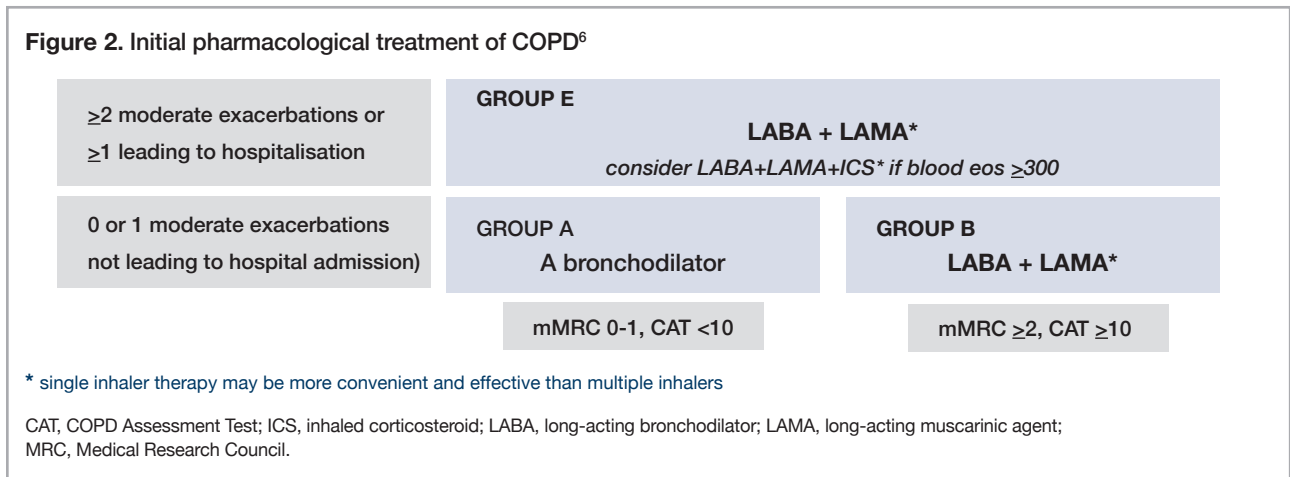 Figure 2. Initial pharmacological treatment of COPD6
≥2 moderate exacerbations or
≥1 leading to hospitalisation
GROUP E
LABA + LAMA*
consider LABA+LAMA+ICS* if blood eos ≥300
0 or 1 moderate exacerbations
not leading to hospital admission)
GROUP A
A bronchodilator
GROUP B
LABA + LAMA*
mMRC 0-1, CAT <10
mMRC ≥2, CAT ≥10
* single inhaler therapy may be more convenient and effective than multiple inhalers
CAT, COPD Assessment Test; ICS, inhaled corticosteroid; LABA, long-acting bronchodilator; LAMA, long-acting muscarinic agent;
MRC, Medical Research Council.